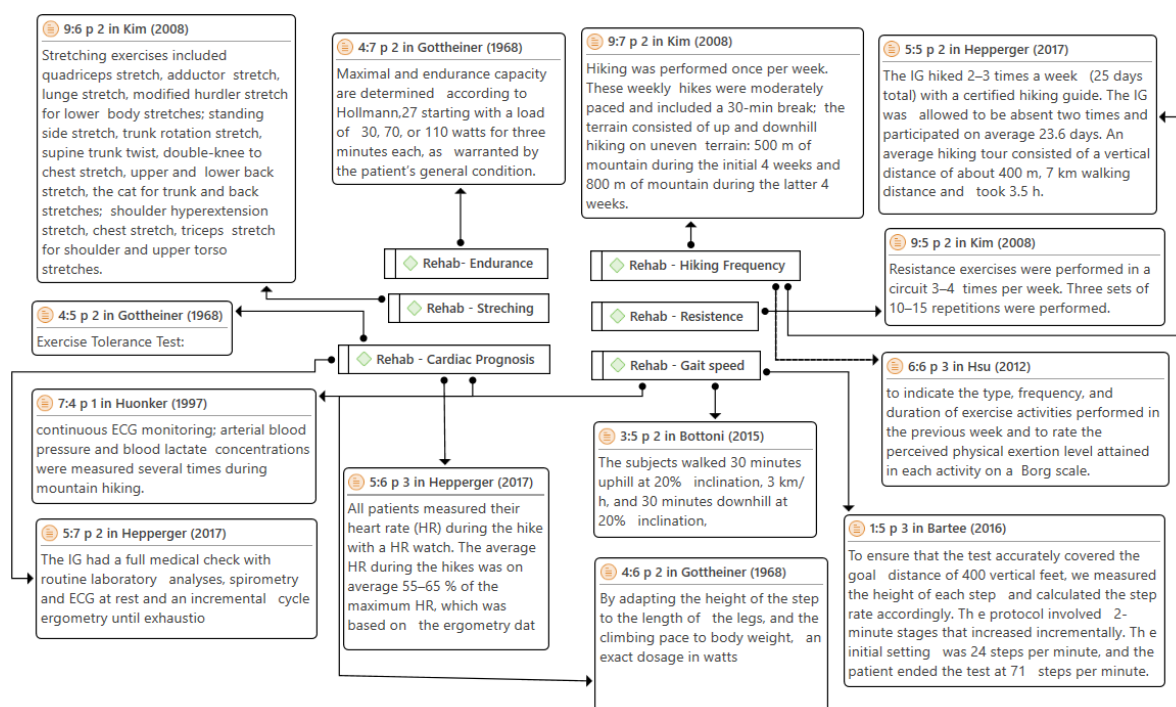 9:6 p 2 in Kim (2008)
Stretching exercises included
quadriceps stretch, adductor stretch,
lunge stretch, modified hurdler stretch
for lower body stretches; standing
side stretch, trunk rotation stretch,
supine trunk twist, double-knee to
chest stretch, upper and lower back
stretch, the cat for trunk and back
stretches; shoulder hyperextension
stretch, chest stretch, triceps stretch
for shoulder and upper torso
stretches.
4:7 p 2 in Gottheiner (1968)
Maximal and endurance capacity
are determined according to
Hollmann,27 starting with a load
of 30, 70, or 110 watts for three
minutes each, as warranted by
the patient's general condition.
9:7 p 2 in Kim (2008)
Hiking was performed once per week.
These weekly hikes were moderately
paced and included a 30-min break; the
terrain consisted of up and downhill
hiking on uneven terrain: 500 m of
mountain during the initial 4 weeks and
800 m of mountain during the latter 4
weeks.
5:5 p 2 in Hepperger (2017)
The IG hiked 2–3 times a week (25 days
total) with a certified hiking guide. The IG
was allowed to be absent two times and
participated on average 23.6 days. An
average hiking tour consisted of a vertical
distance of about 400 m, 7 km walking
distance and took 3.5 h.
Rehab- Endurance
Rehab - Hiking Frequency
9:5 p 2 in Kim (2008)
Resistance exercises were performed in a
circuit 3–4 times per week. Three sets of
10–15 repetitions were performed.
Rehab - Streching
Rehab - Resistence
4:5 p 2 in Gottheiner (1968)
Exercise Tolerance Test:
Rehab - Cardiac Prognosis
Rehab - Gait speed
6:6 p 3 in Hsu (2012)
to indicate the type, frequency, and
duration of exercise activities performed in
the previous week and to rate the
perceived physical exertion level attained
in each activity on a Borg scale.
7:4 p 1 in Huonker (1997)
continuous ECG monitoring; arterial blood
pressure and blood lactate concentrations
were measured several times during
mountain hiking.
3:5 p 2 in Bottoni (2015)
The subjects walked 30 minutes
uphill at 20% inclination, 3 km/
h, and 30 minutes downhill at
20% inclination,
5:6 p 3 in Hepperger (2017)
All patients measured their
heart rate (HR) during the hike
with a HR watch. The average
HR during the hikes was on
average 55–65 % of the
maximum HR, which was
based on the ergometry dat
5:7 p 2 in Hepperger (2017)
The IG had a full medical check with
routine laboratory analyses, spirometry
and ECG at rest and an incremental cycle
ergometry until exhaustio
4:6 p 2 in Gottheiner (1968)
By adapting the height of the step
to the length of the legs, and the
climbing pace to body weight, an
exact dosage in watts
1:5 p 3 in Bartee (2016)
To ensure that the test accurately covered the
goal distance of 400 vertical feet, we measured
the height of each step and calculated the step
rate accordingly. Th e protocol involved 2-
minute stages that increased incrementally. Th e
initial setting was 24 steps per minute, and the
patient ended the test at 71 steps per minute.